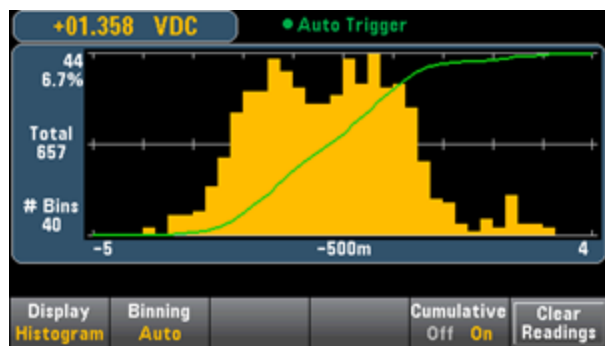 +01.358 VDC
Auto Trigger
44
6.7%
Total
657
# Bins
40
-5 -500m 4
Display
Histogram
Binning
Auto
Cumulative
Off On
Clear
Readings